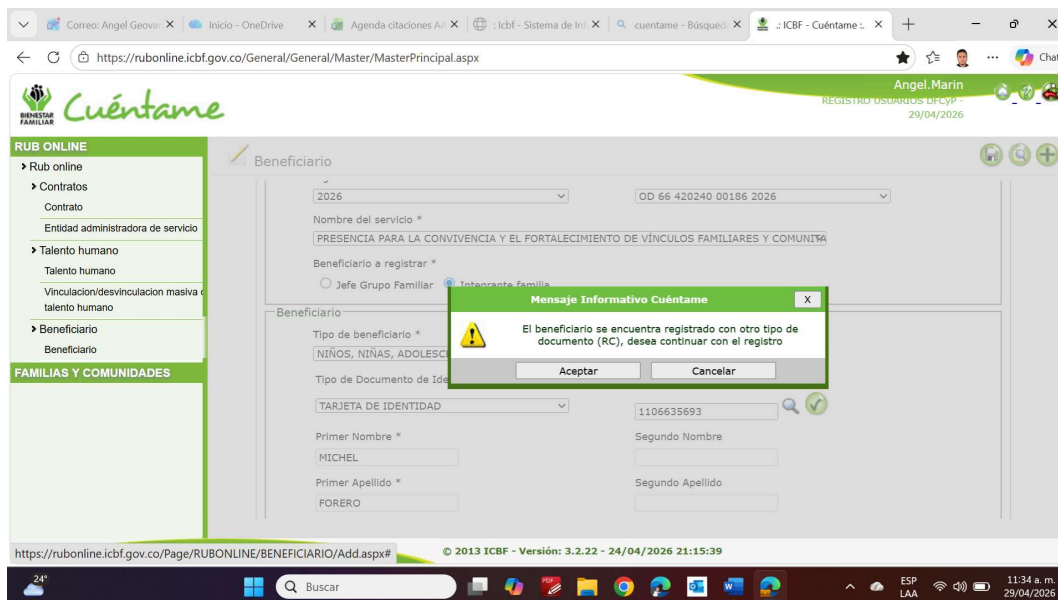 Correo: Angel Geova
Inicio - OneDrive
Agenda citaciones A
: Icbf - Sistema de Int
cuentame - Búsqued
.: ICBF - Cuéntame :.
https://rubonline.icbf.gov.co/General/General/Master/MasterPrincipal.aspx
Chat
BIENESTAR
FAMILIAR
Cuéntame
Angel.Marin
REGISTRO USUARIOS DFCyP -
29/04/2026
RUB ONLINE
Rub online
Contratos
Contrato
Entidad administradora de servicio
Talento humano
Talento humano
Vinculacion/desvinculacion masiva
talento humano
Beneficiario
Beneficiario
FAMILIAS Y COMUNIDADES
Beneficiario
2026
OD 66 420240 00186 2026
Nombre del servicio *
PRESENCIA PARA LA CONVIVENCIA Y EL FORTALECIMIENTO DE VÍNCULOS FAMILIARES Y COMUNITA
Beneficiario a registrar *
Jefe Grupo Familiar
Integrante familia
Mensaje Informativo Cuéntame
X
El beneficiario se encuentra registrado con otro tipo de
documento (RC), desea continuar con el registro
Aceptar
Cancelar
Beneficiario
Tipo de beneficiario *
NIÑOS, NIÑAS, ADOLESC
Tipo de Documento de Ide
TARJETA DE IDENTIDAD
1106635693
Primer Nombre *
Segundo Nombre
MICHEL
Primer Apellido *
Segundo Apellido
FORERO
https://rubonline.icbf.gov.co/Page/RUBONLINE/BENEFICIARIO/Add.aspx#
© 2013 ICBF - Versión: 3.2.22 - 24/04/2026 21:15:39
24°
Buscar
ESP
LAA
11:34 a. m.
29/04/2026